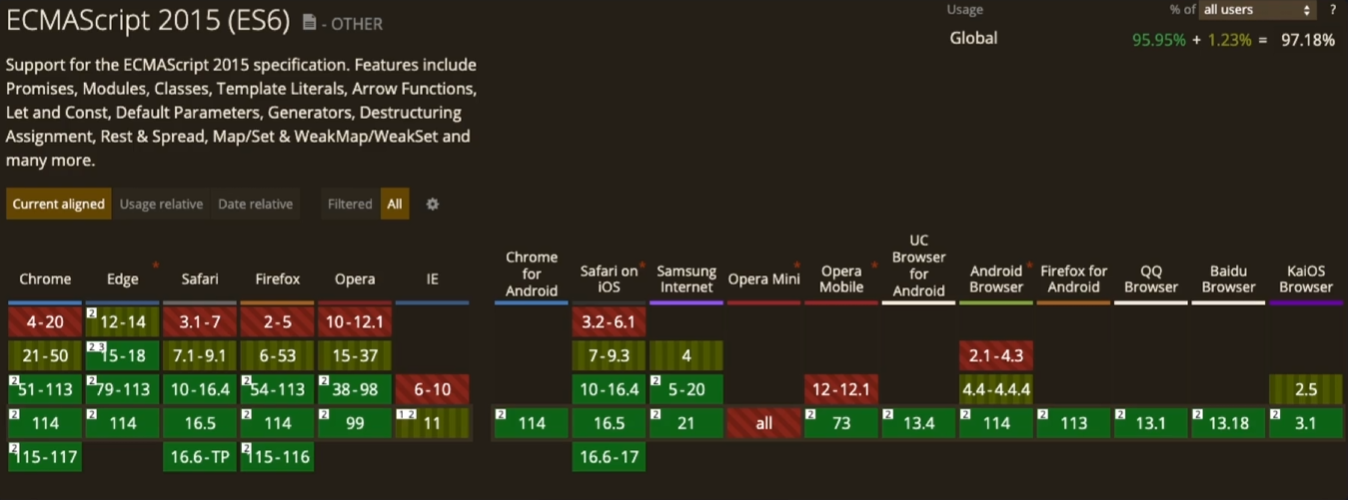 ECMAScript 2015 (ES6) - OTHER
Usage % of all users ?
Global 95.95% + 1.23% = 97.18%
Support for the ECMAScript 2015 specification. Features include
Promises, Modules, Classes, Template Literals, Arrow Functions,
Let and Const, Default Parameters, Generators, Destructuring
Assignment, Rest & Spread, Map/Set & WeakMap/WeakSet and
many more.
Current aligned Usage relative Date relative Filtered All
Chrome
4-20
21-50
2 51-113
2 114
2 115-117
Edge *
2 12-14
2 3 15-18
2 79-113
2 114
Safari
3.1-7
7.1-9.1
10-16.4
16.5
16.6-TP
Firefox
2-5
6-53
2 54-113
2 114
2 115-116
Opera
10-12.1
15-37
2 38-98
2 99
IE
6-10
1 2 11
Chrome
for
Android
2 114
Safari on *
iOS
3.2-6.1
7-9.3
10-16.4
16.5
16.6-17
Samsung
Internet
4
2 5-20
2 21
Opera Mini *
all
Opera *
Mobile
12-12.1
2 73
UC
Browser
for
Android
2 13.4
Android *
Browser
2.1-4.3
4.4-4.4.4
2 114
Firefox for
Android
2 113
QQ
Browser
2 13.1
Baidu
Browser
2 13.18
KaiOS
Browser
2.5
2 3.1